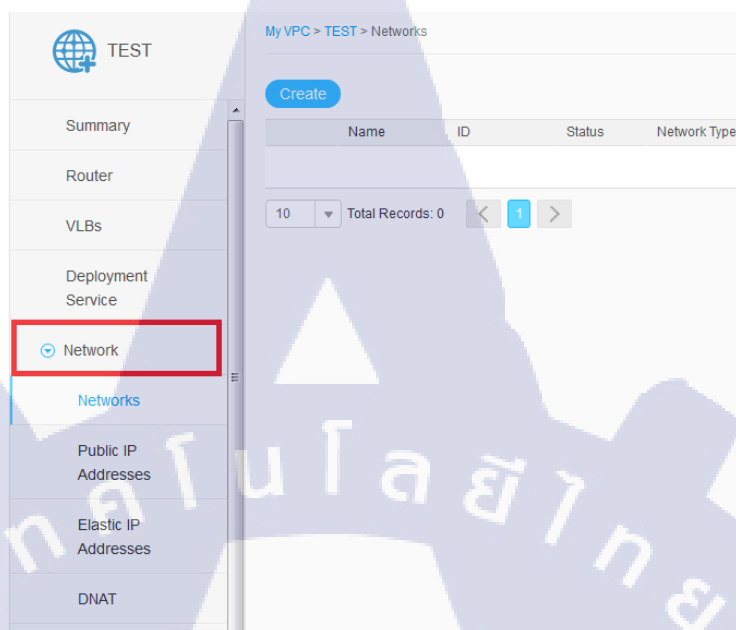 TEST
My VPC > TEST > Networks
Create
Name ID Status Network Type
10 Total Records: 0 1
Summary
Router
VLBs
Deployment
Service
Network
Networks
Public IP
Addresses
Elastic IP
Addresses
DNAT
คโนโลยีไทย